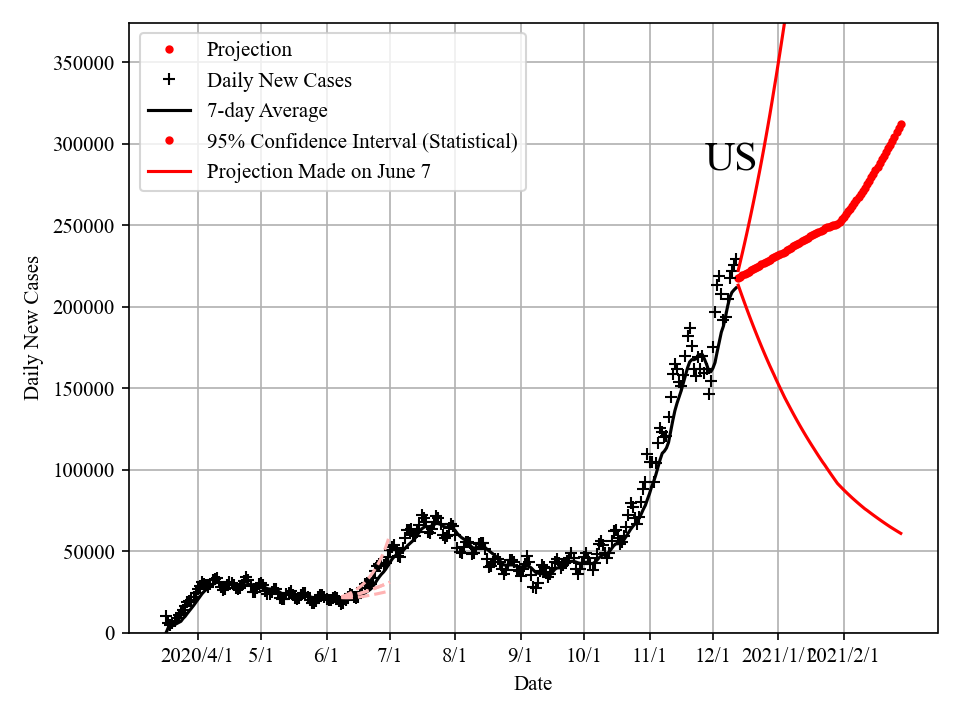 350000
300000
250000
200000
150000
100000
50000
0
Daily New Cases
Projection
Daily New Cases
7-day Average
95% Confidence Interval (Statistical)
Projection Made on June 7
US
2020/4/1 5/1 6/1 7/1 8/1 9/1 10/1 11/1 12/1 2021/1/1 2021/2/1
Date